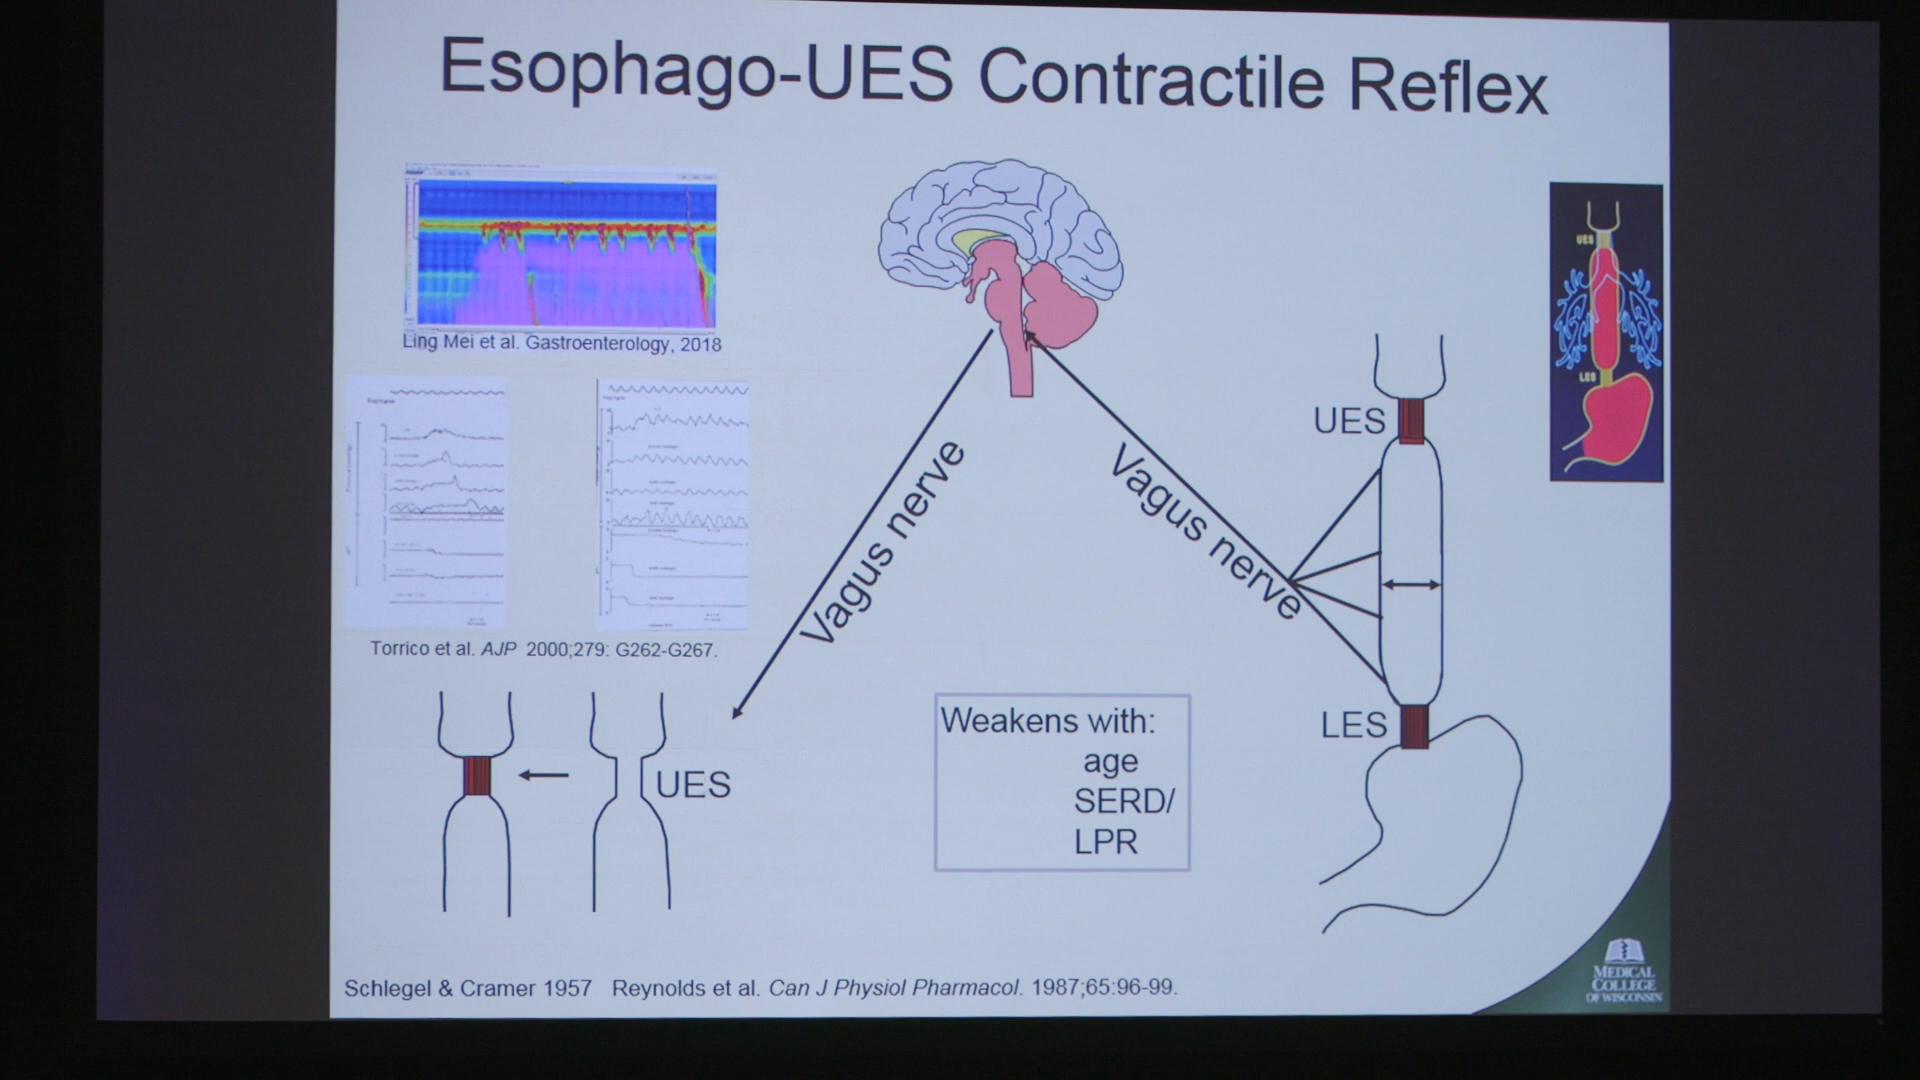 Esophago-UES Contractile Reflex
Ling Mei et al. Gastroenterology, 2018
Torrico et al. AJP 2000;279: G262-G267.
Vagus nerve
Vagus nerve
UES
LES
UES
LES
UES
Weakens with:
age
SERD/
LPR
Schlegel & Cramer 1957 Reynolds et al. Can J Physiol Pharmacol. 1987;65:96-99.
MEDICAL
COLLEGE
OF WISCONSIN